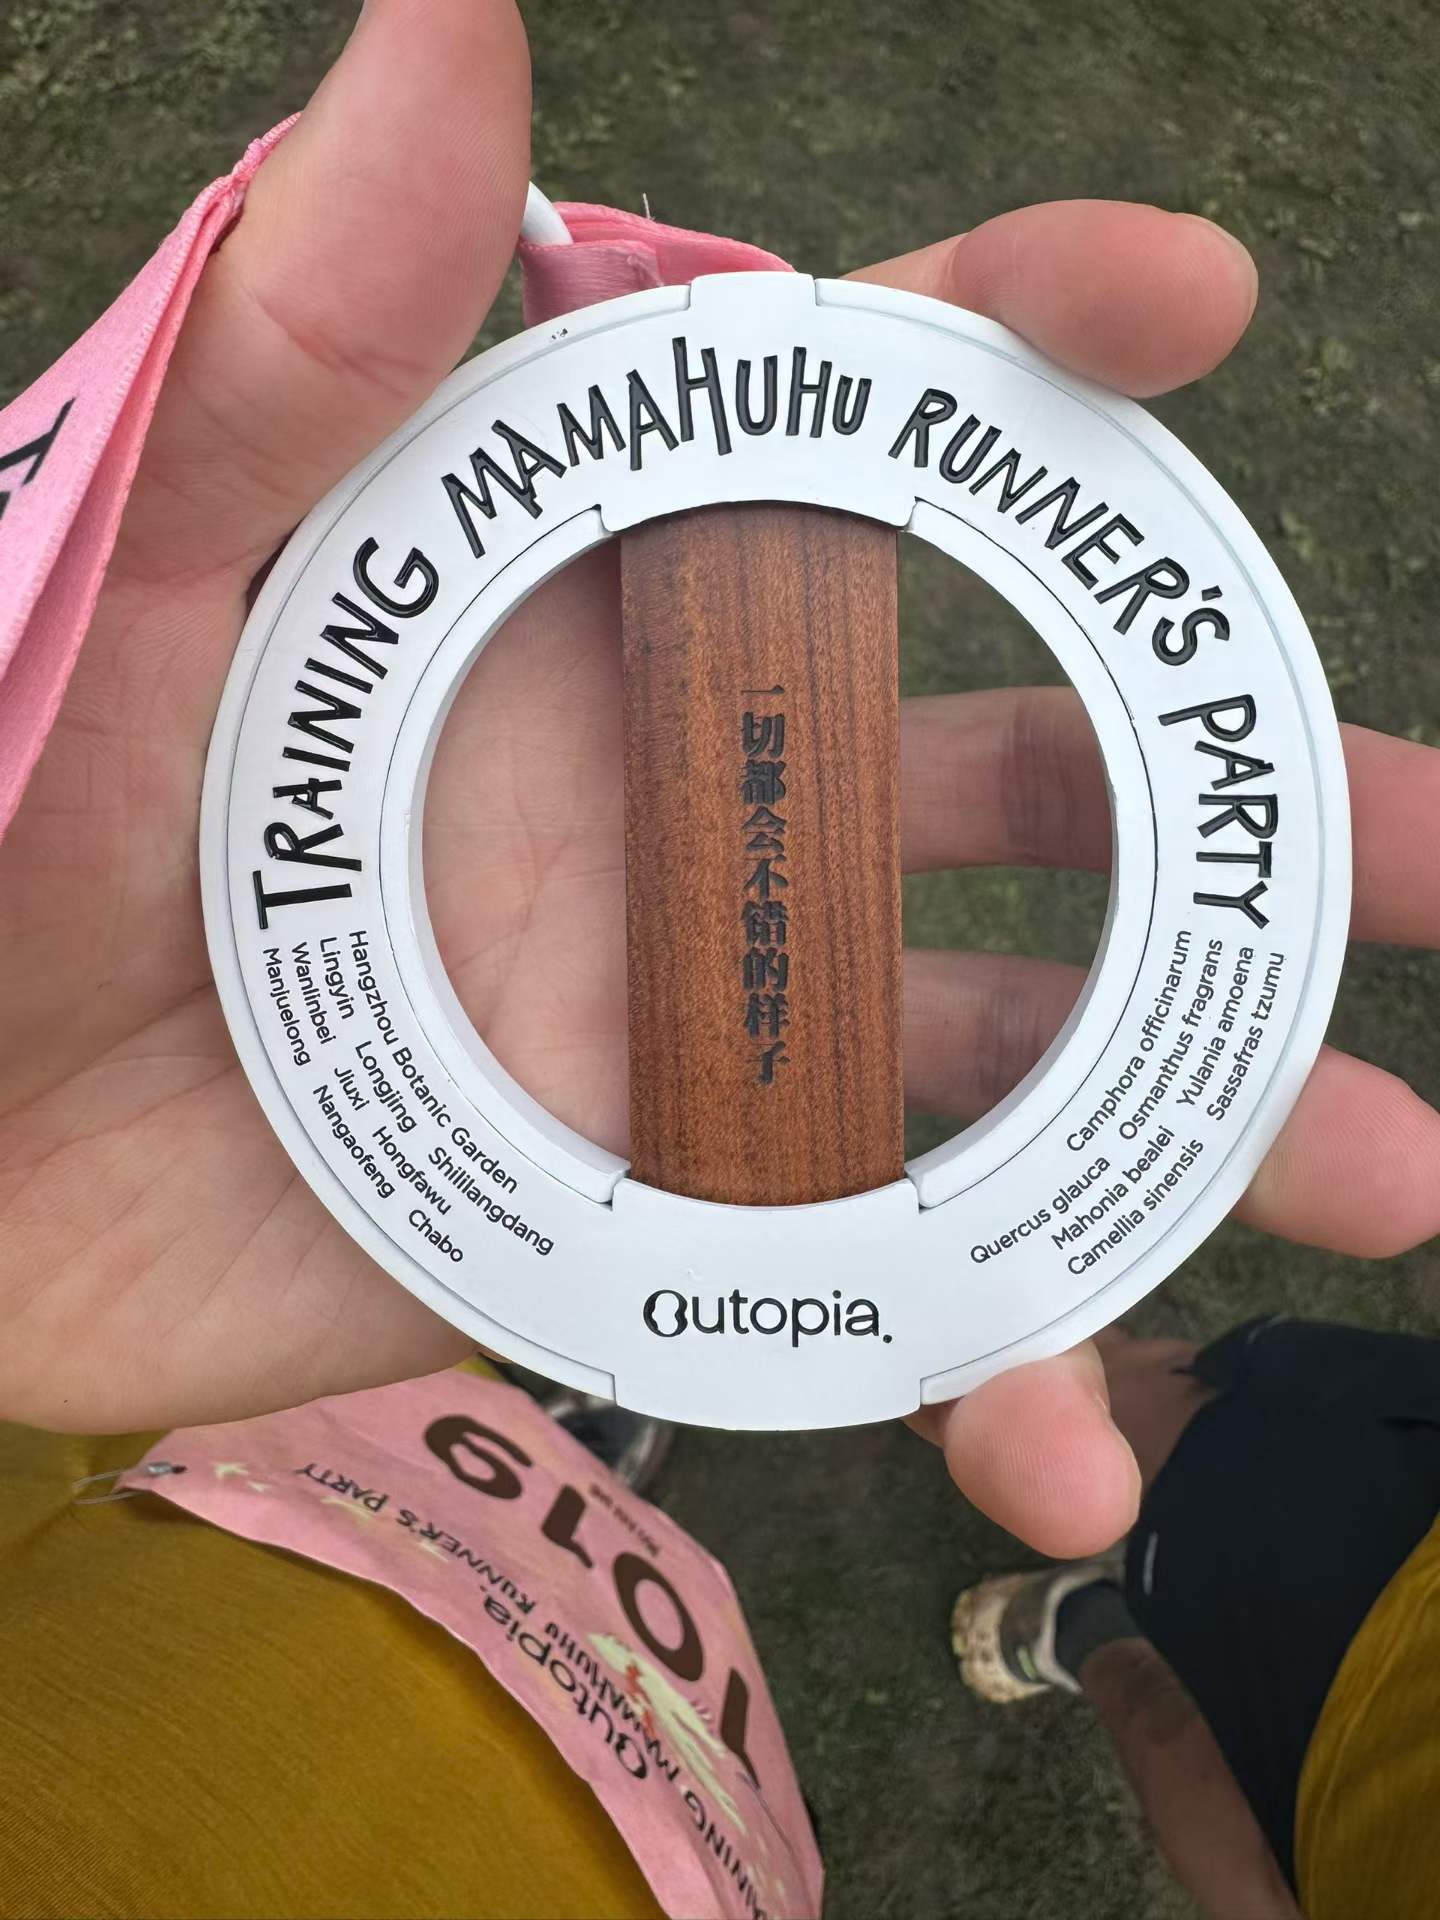 TRAINING MAMAHUHU RUNNER'S PARTY
一切都会不错的样子
Hangzhou Botanic Garden
Lingyin Longjing Shililangdang
Wanlinbei Jiuxi Hongfawu
Manjuelong Nangaofeng Chabo
Camphora officinarum
Quercus glauca Osmanthus fragrans
Mahonia bealei Yulania amoena
Camellia sinensis Sassafras tzumu
Outopia.
1019
Outopia.
MAMAHUHU RUNNER'S PARTY